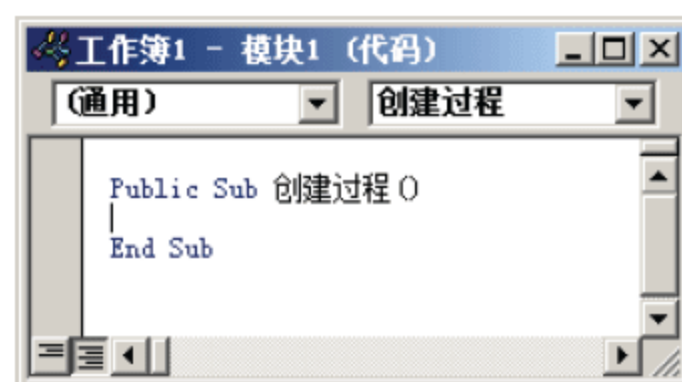 工作簿1 - 模块1 (代码)
(通用) 创建过程
Public Sub 创建过程()
End Sub